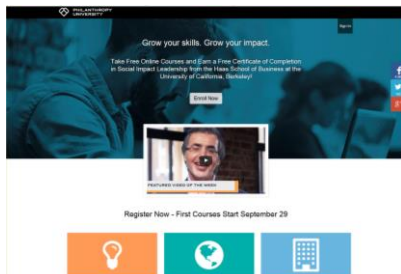 PHILANTHROPY
UNIVERSITY
Sign In
Grow your skills. Grow your impact.
Take Free Online Courses and Earn a Free Certificate of Completion
in Social Impact Leadership from the Haas School of Business at the
University of California, Berkeley!
Enroll Now
FEATURED VIDEO OF THE WEEK
Register Now - First Courses Start September 29